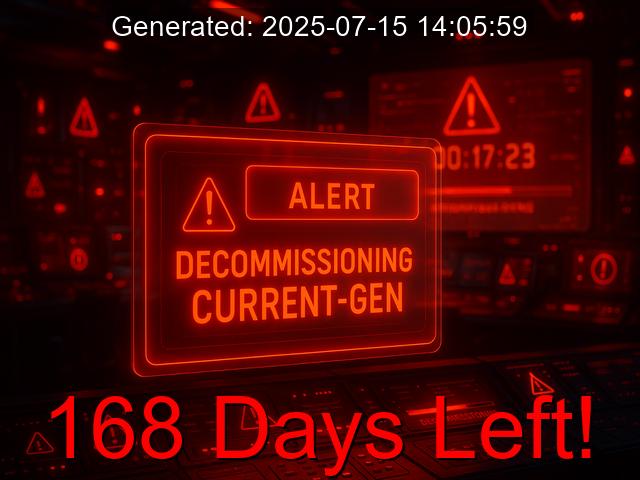 Generated: 2025-07-15 14:05:59
00:17:23
ALERT
DECOMMISSIONING
CURRENT-GEN
168 Days Left!